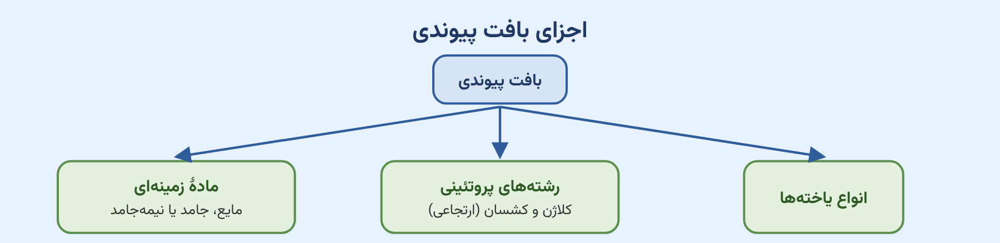 اجزای بافت پیوندی
بافت پیوندی
انواع یاخته‌ها
رشته‌های پروتئینی
کلاژن و کشسان (ارتجاعی)
مادهٔ زمینه‌ای
مایع، جامد یا نیمه‌جامد